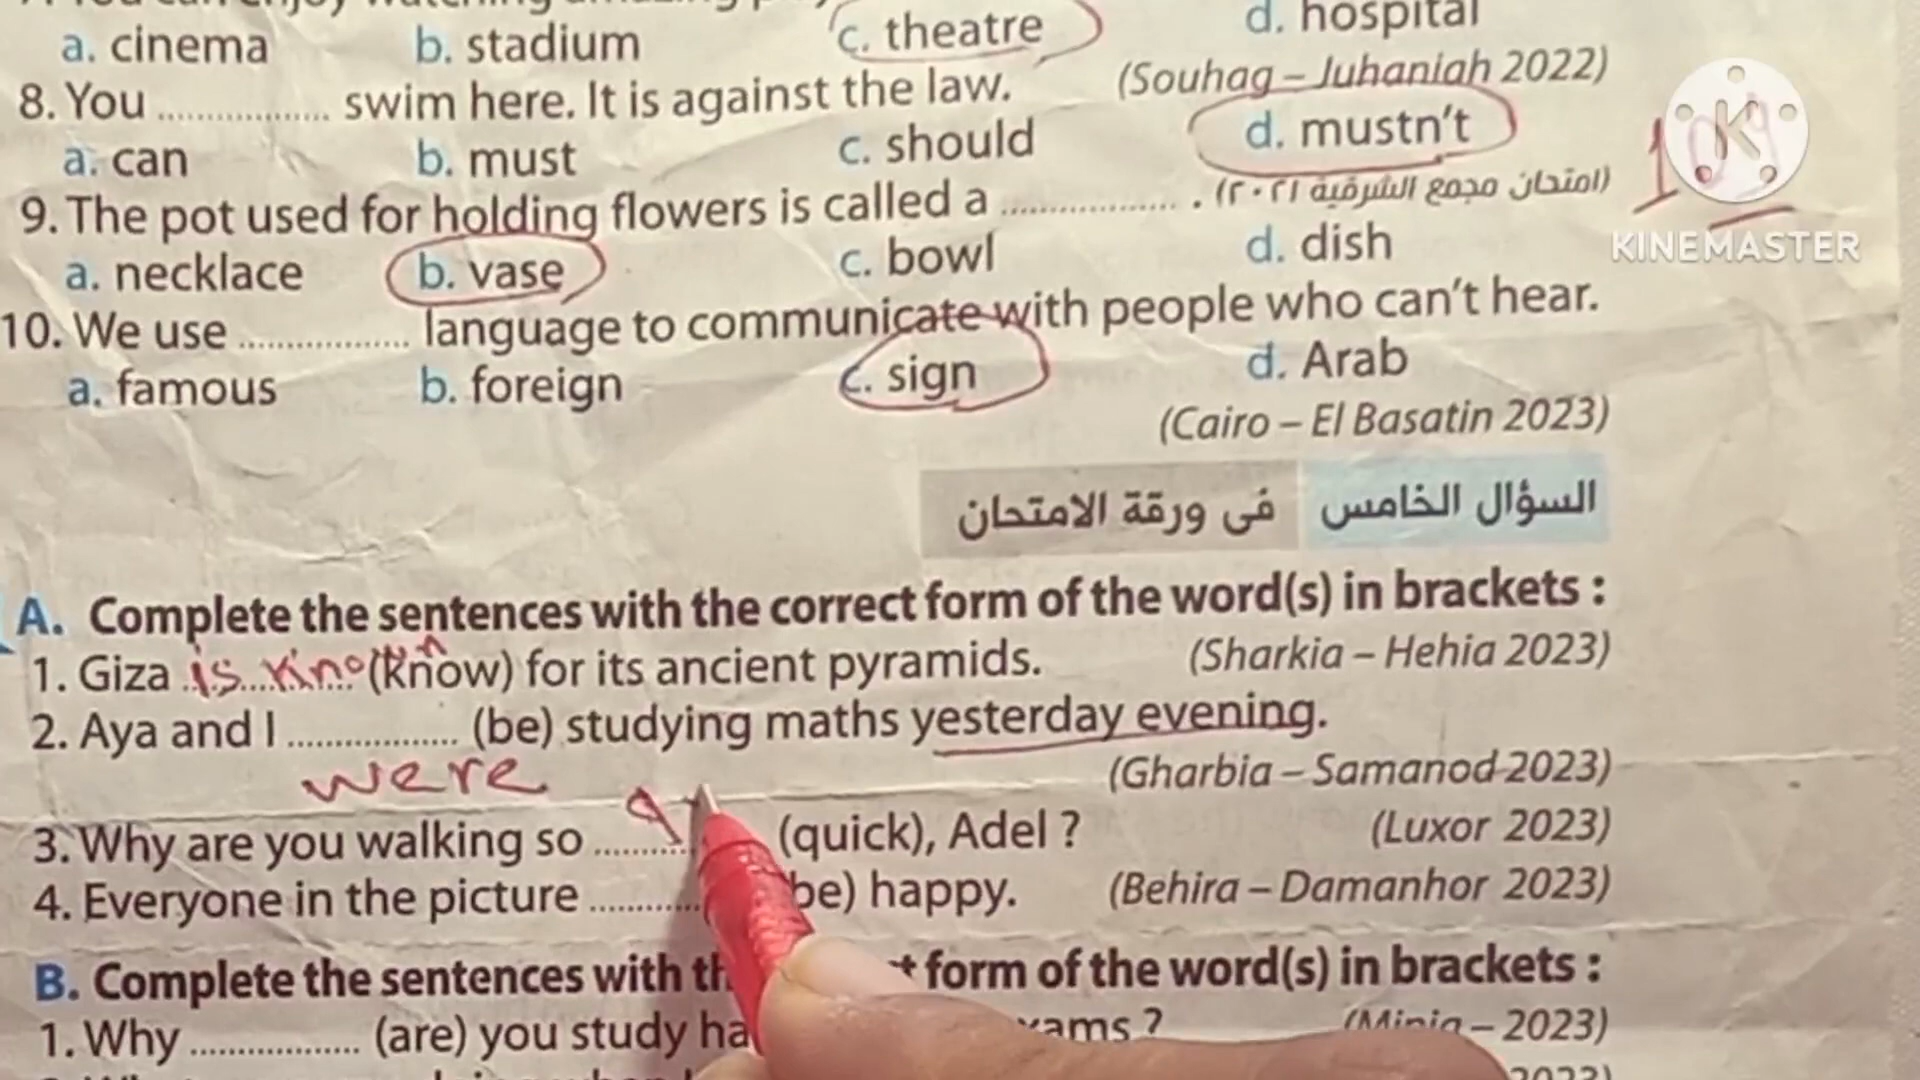 a. cinema b. stadium c. theatre d. hospital
8. You ................ swim here. It is against the law. (Souhag – Juhaniah 2022)
a. can b. must c. should d. mustn't
9. The pot used for holding flowers is called a ................ . (امتحان مجمع الشرقية ٢٠٢١)
a. necklace b. vase c. bowl d. dish
10. We use ................ language to communicate with people who can't hear.
a. famous b. foreign c. sign d. Arab
(Cairo – El Basatin 2023)
السؤال الخامس فى ورقة الامتحان
A. Complete the sentences with the correct form of the word(s) in brackets :
1. Giza is known (know) for its ancient pyramids. (Sharkia – Hehia 2023)
2. Aya and I ................ (be) studying maths yesterday evening.
were (Gharbia – Samanod 2023)
3. Why are you walking so .......... q (quick), Adel ? (Luxor 2023)
4. Everyone in the picture ........... be) happy. (Behira – Damanhor 2023)
B. Complete the sentences with form of the word(s) in brackets :
1. Why ................ (are) you study (Minia – 2023)
KINEMASTER